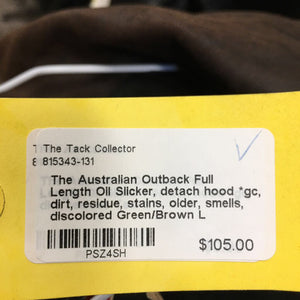 The Tack Collector
815343-131
The Australian Outback Full
Length Oil Slicker, detach hood *gc,
dirt, residue, stains, older, smells,
discolored Green/Brown L
PSZ4SH
$105.00